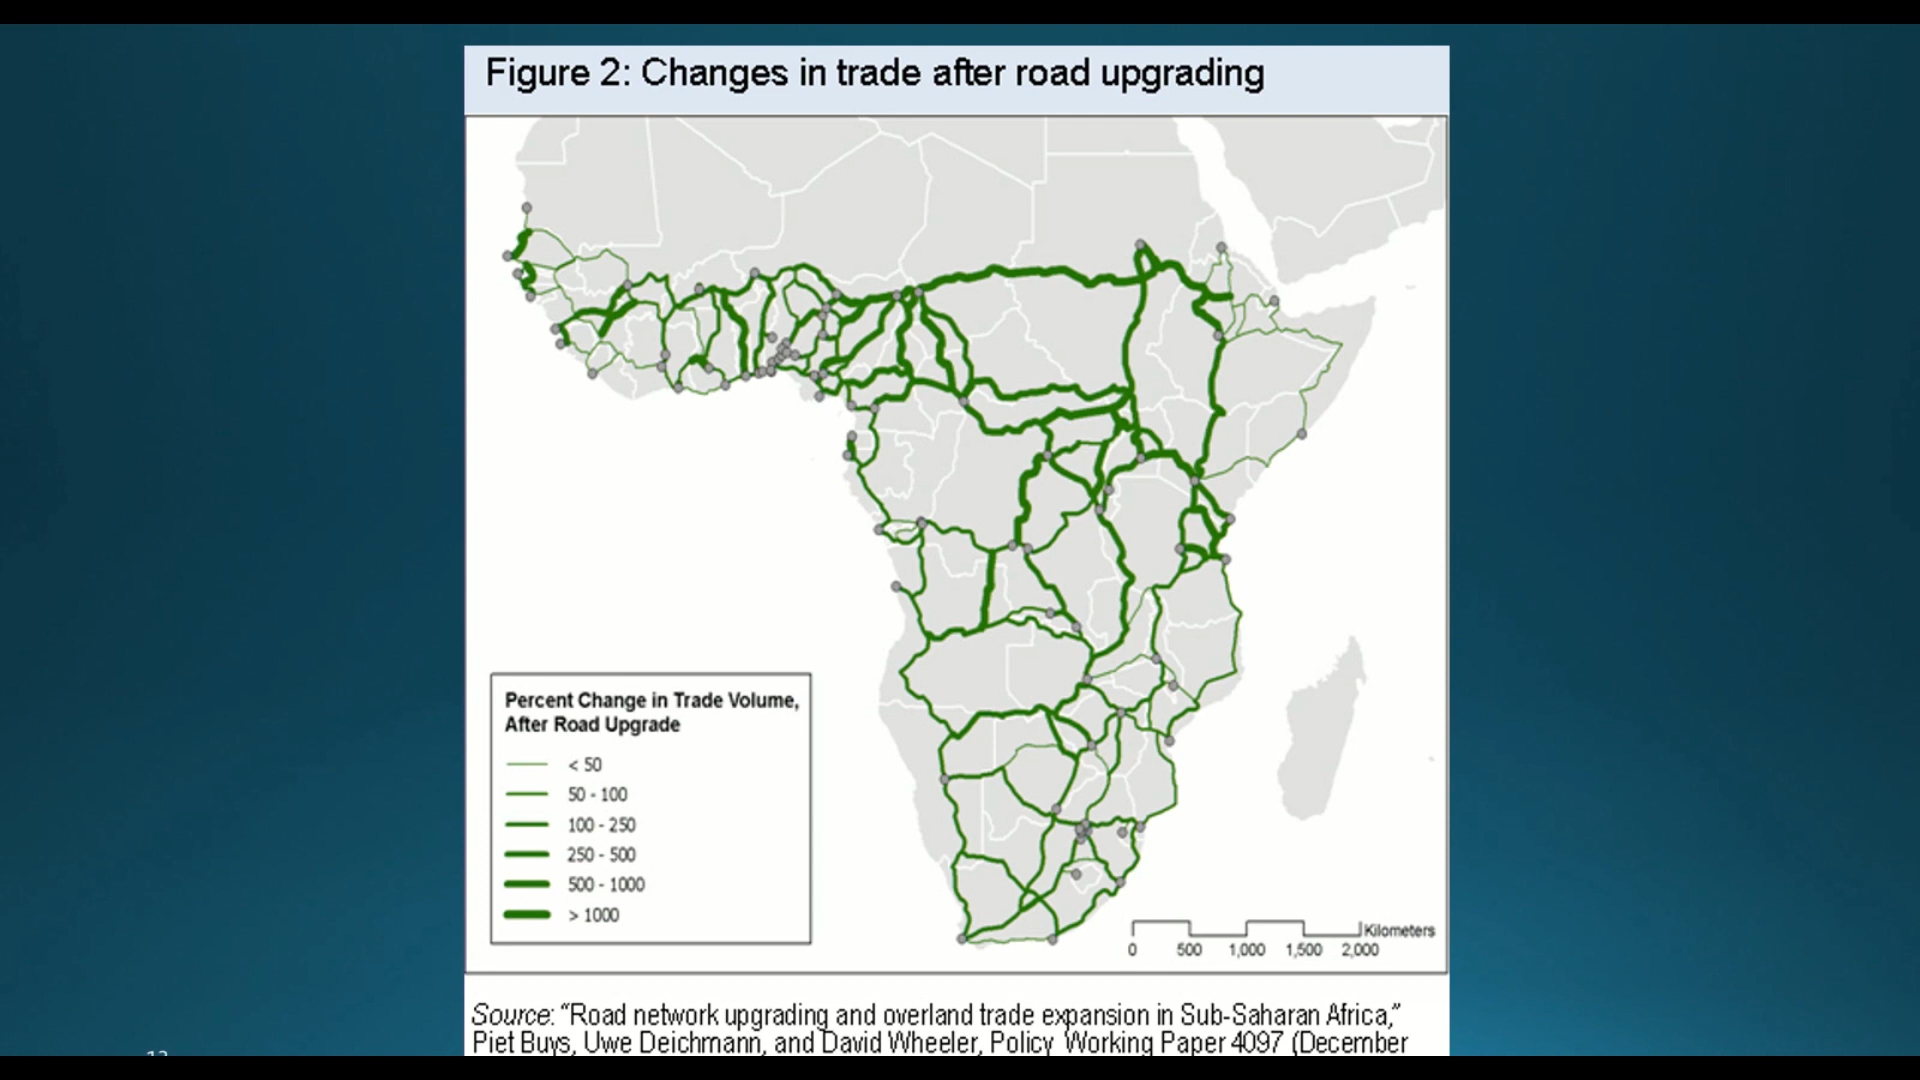 Figure 2: Changes in trade after road upgrading
Percent Change in Trade Volume,
After Road Upgrade
< 50
50 - 100
100 - 250
250 - 500
500 - 1000
> 1000
Kilometers
0 500 1,000 1,500 2,000
Source: “Road network upgrading and overland trade expansion in Sub-Saharan Africa,”
Piet Buys, Uwe Deichmann, and David Wheeler, Policy Working Paper 4097 (December